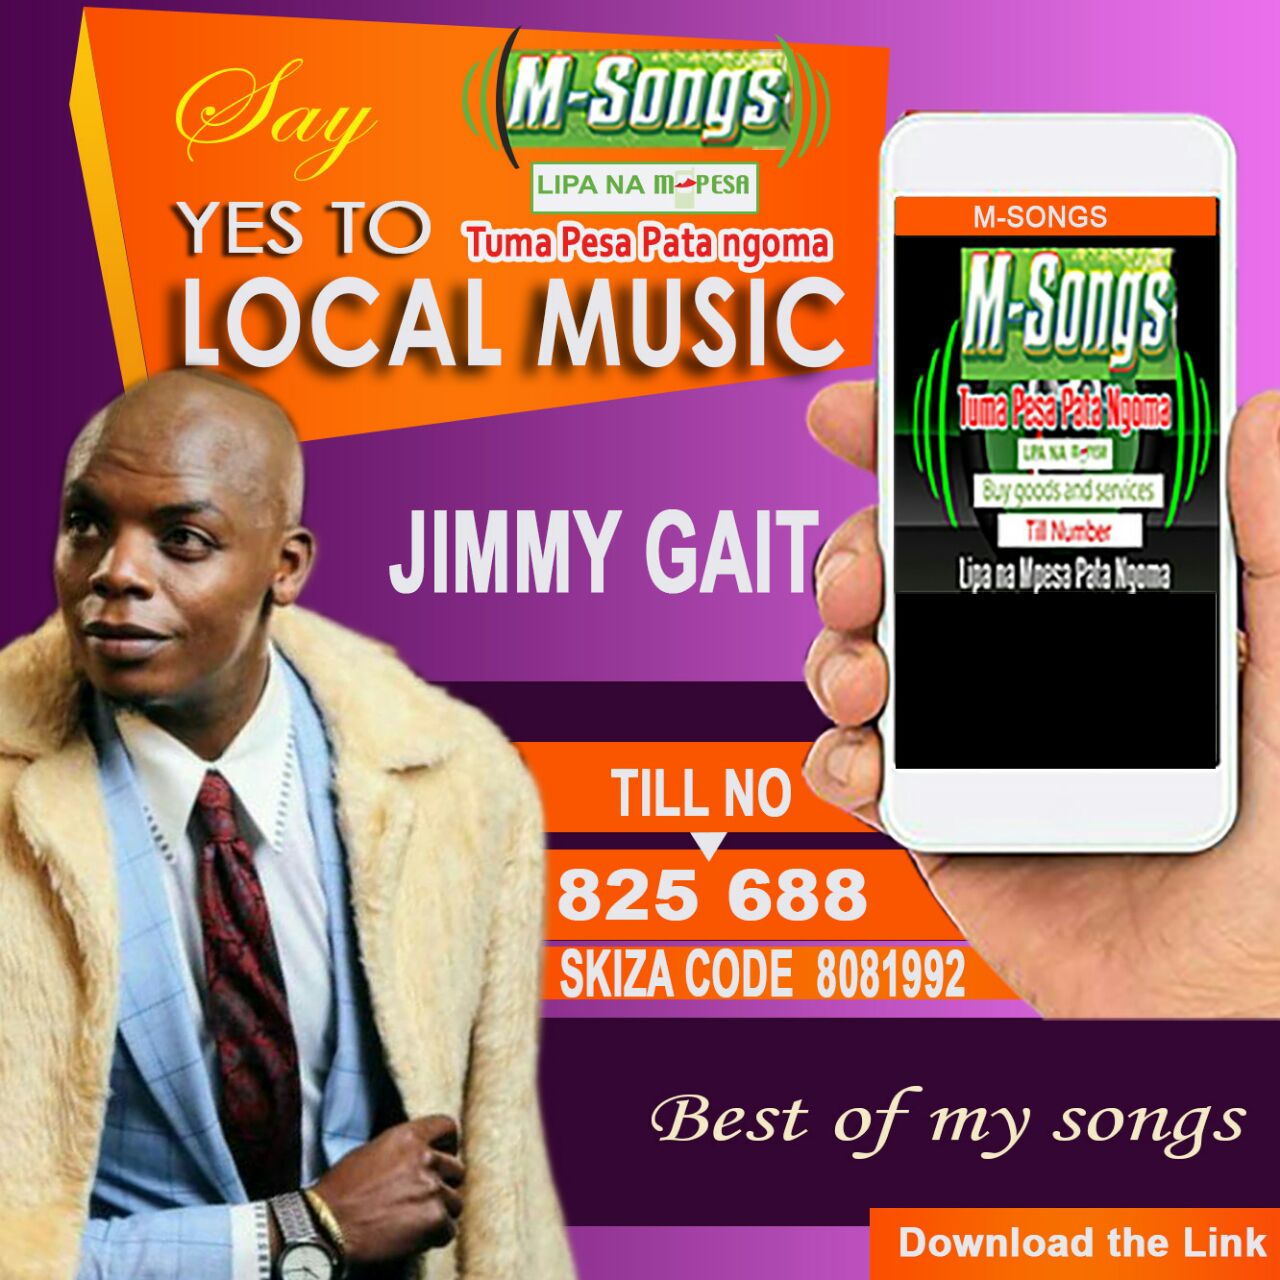 Say
YES TO
LOCAL MUSIC
M-Songs
LIPA NA M-PESA
Tuma Pesa Pata ngoma
JIMMY GAIT
M-SONGS
M-Songs
Tuma Pesa Pata Ngoma
LIPA NA M-PESA
Buy goods and services
Till Number
Lipa na Mpesa Pata Ngoma
TILL NO
825 688
SKIZA CODE 8081992
Best of my songs
Download the Link